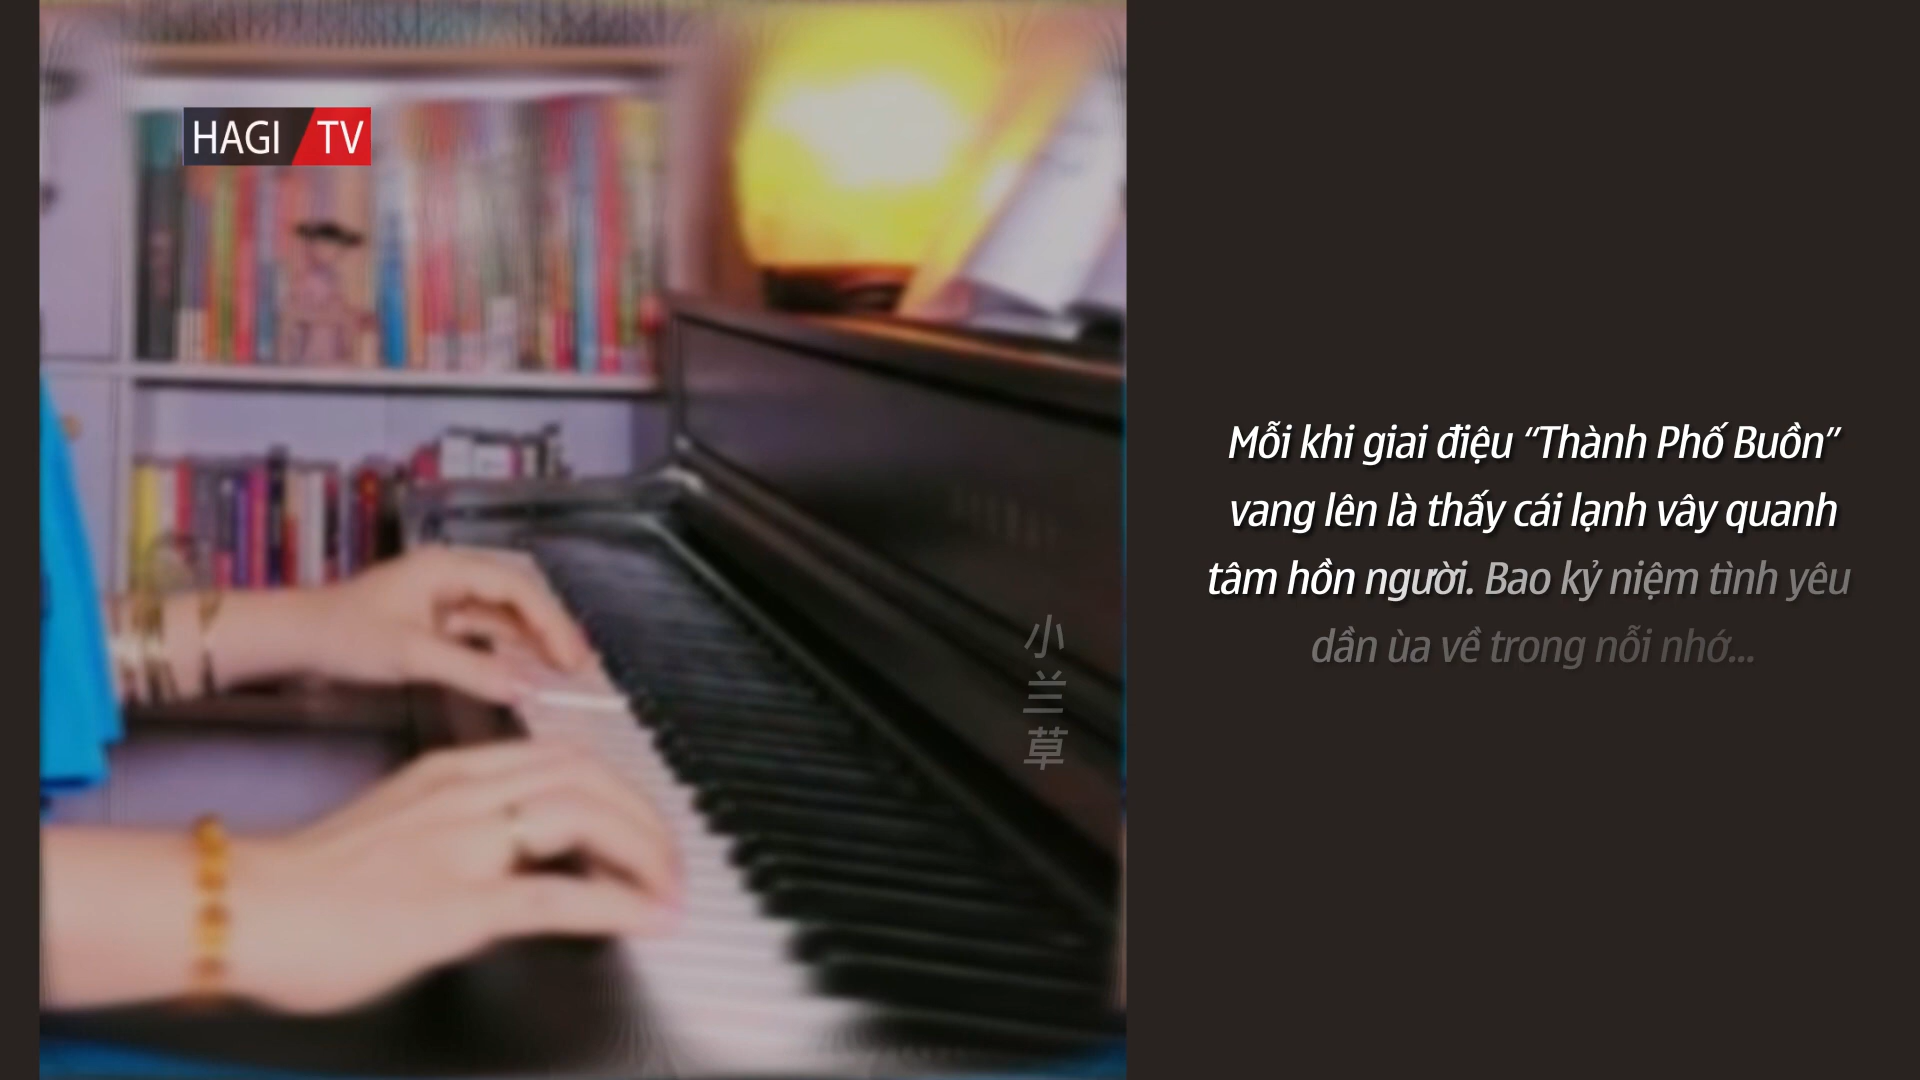 HAGI TV
Mỗi khi giai điệu “Thành Phố Buồn”
vang lên là thấy cái lạnh vây quanh
tâm hồn người. Bao kỷ niệm tình yêu
dần ùa về trong nỗi nhớ...
小兰草